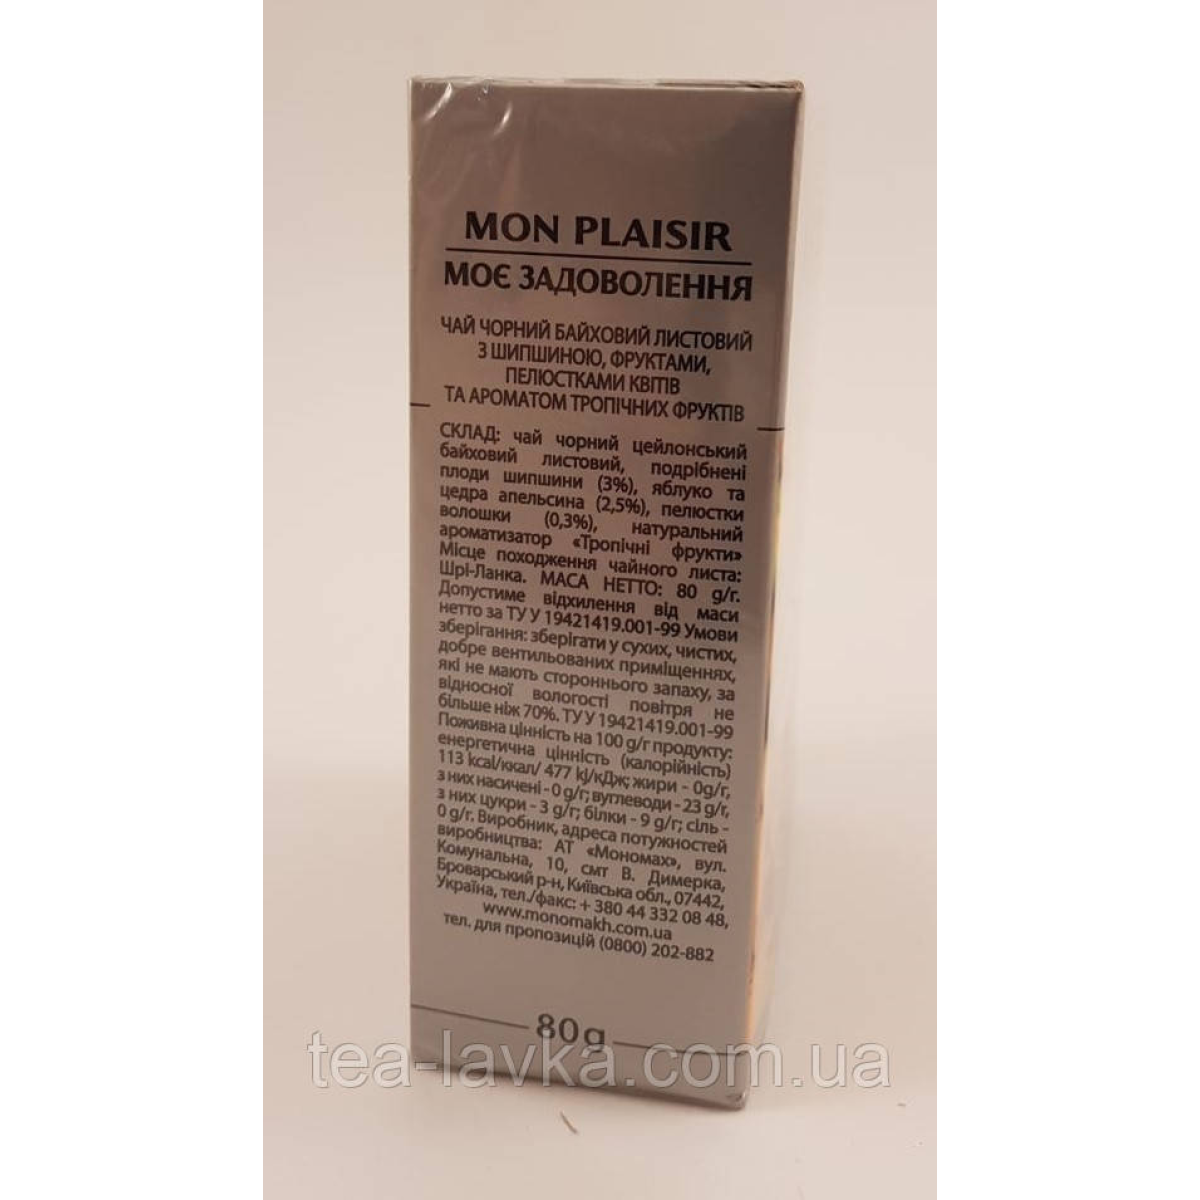 MON PLAISIR
МОЄ ЗАДОВОЛЕННЯ
ЧАЙ ЧОРНИЙ БАЙХОВИЙ ЛИСТОВИЙ
З ШИПШИНОЮ, ФРУКТАМИ,
ПЕЛЮСТКАМИ КВІТІВ
ТА АРОМАТОМ ТРОПІЧНИХ ФРУКТІВ
СКЛАД: чай чорний цейлонський
байховий листовий, подрібнені
плоди шипшини (3%), яблуко та
цедра апельсина (2,5%), пелюстки
волошки (0,3%), натуральний
ароматизатор «Тропічні фрукти»
Місце походження чайного листа:
Шрі-Ланка. МАСА НЕТТО: 80 g/г.
Допустиме відхилення від маси
нетто за ТУ У 19421419.001-99 Умови
зберігання: зберігати у сухих, чистих,
добре вентильованих приміщеннях,
які не мають стороннього запаху, за
відносної вологості повітря не
більше ніж 70%. ТУ У 19421419.001-99
Поживна цінність на 100 g/г продукту:
енергетична цінність (калорійність)
113 kcal/ккал/ 477 kJ/кДж; жири - 0g/г,
з них насичені - 0 g/г; вуглеводи - 23 g/г,
з них цукри - 3 g/г; білки - 9 g/г; сіль -
0 g/г. Виробник, адреса потужностей
виробництва: АТ «Мономах», вул.
Комунальна, 10, смт В. Димерка,
Броварський р-н, Київська обл., 07442,
Україна, тел./факс: + 380 44 332 08 48,
www.monomakh.com.ua
тел. для пропозицій (0800) 202-882
80 g
tea-lavka.com.ua